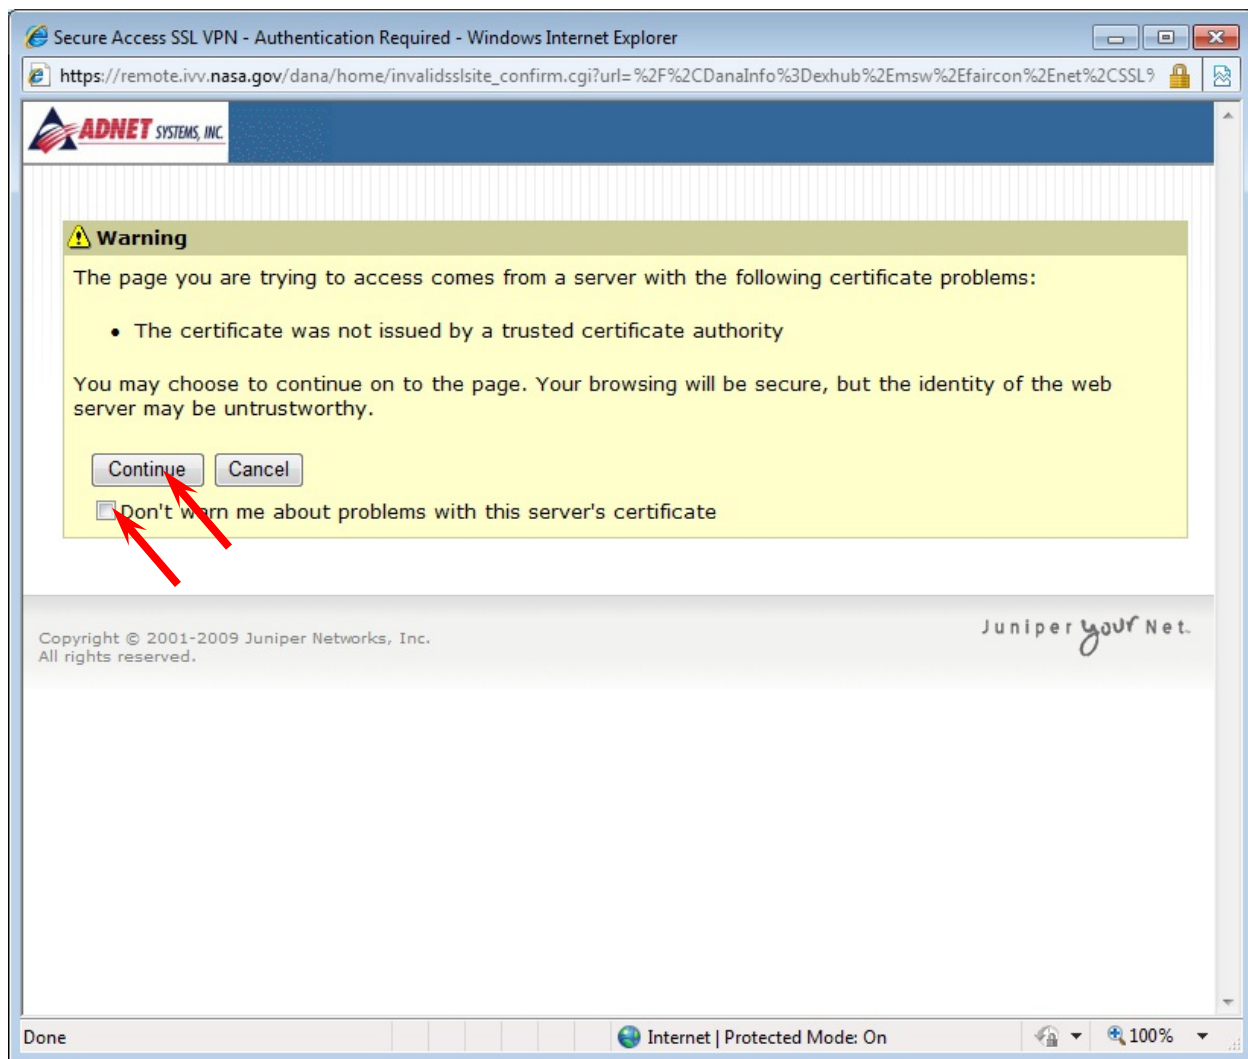 Secure Access SSL VPN - Authentication Required - Windows Internet Explorer
https://remote.ivv.nasa.gov/dana/home/invalidsslsite_confirm.cgi?url=%2F%2CDanaInfo%3Dexhub%2Emsw%2Efaircon%2Enet%2CSSL%
ADNET SYSTEMS, INC.
Warning
The page you are trying to access comes from a server with the following certificate problems:
• The certificate was not issued by a trusted certificate authority
You may choose to continue on to the page. Your browsing will be secure, but the identity of the web
server may be untrustworthy.
Continue Cancel
Don't warn me about problems with this server's certificate
Copyright © 2001-2009 Juniper Networks, Inc.
All rights reserved.
Juniper your Net.
Done Internet | Protected Mode: On 100%